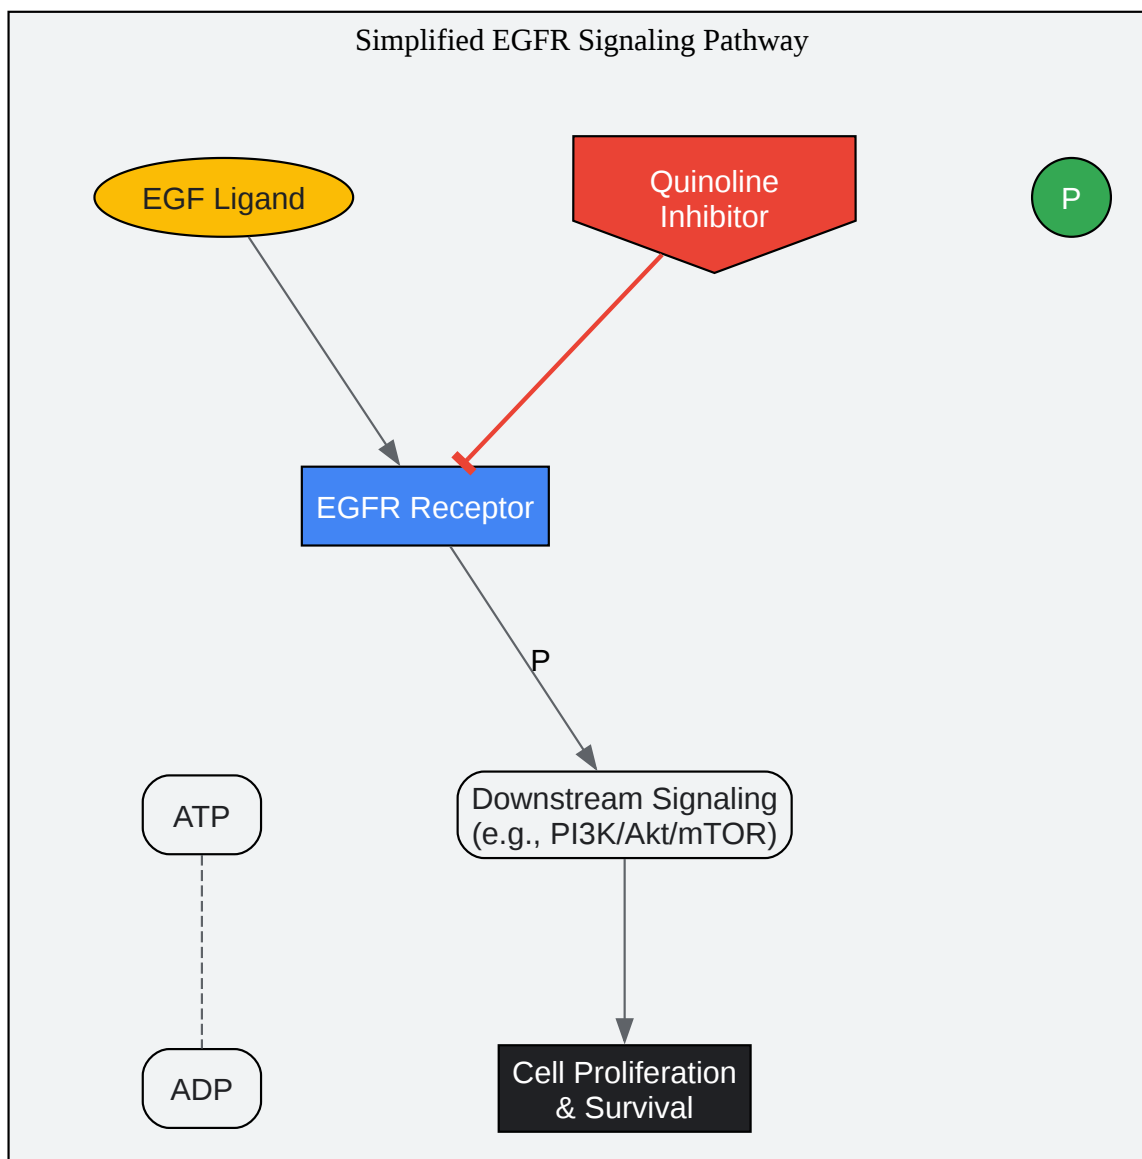 Simplified EGFR Signaling Pathway
EGF Ligand
Quinoline
Inhibitor
P
EGFR Receptor
P
ATP
Downstream Signaling
(e.g., PI3K/Akt/mTOR)
ADP
Cell Proliferation
& Survival